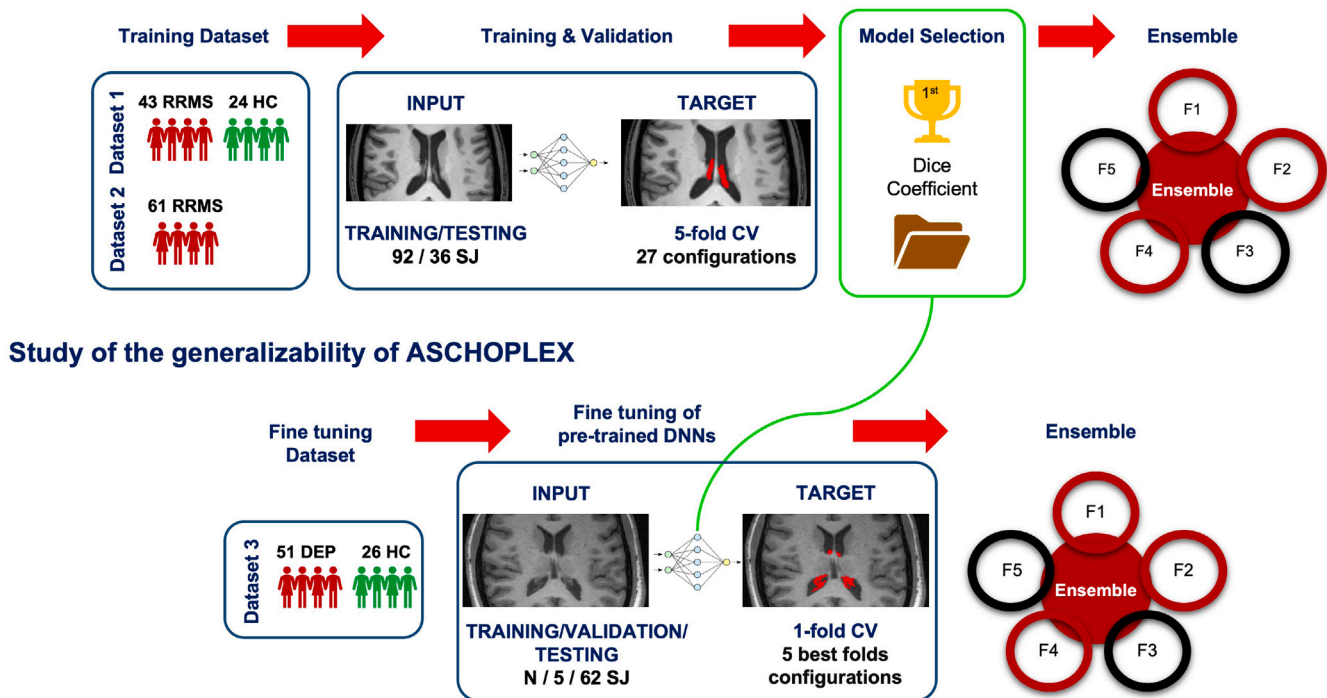 Training Dataset
Training & Validation
Model Selection
Ensemble
Dataset 1
43 RRMS
24 HC
Dataset 2
61 RRMS
INPUT
TARGET
TRAINING/TESTING
92 / 36 SJ
5-fold CV
27 configurations
1st
Dice
Coefficient
F1
F2
F3
F4
F5
Ensemble
Study of the generalizability of ASCHOPLEX
Fine tuning
Dataset
Fine tuning of
pre-trained DNNs
Ensemble
Dataset 3
51 DEP
26 HC
INPUT
TARGET
TRAINING/VALIDATION/
TESTING
N / 5 / 62 SJ
1-fold CV
5 best folds
configurations
F1
F2
F3
F4
F5
Ensemble